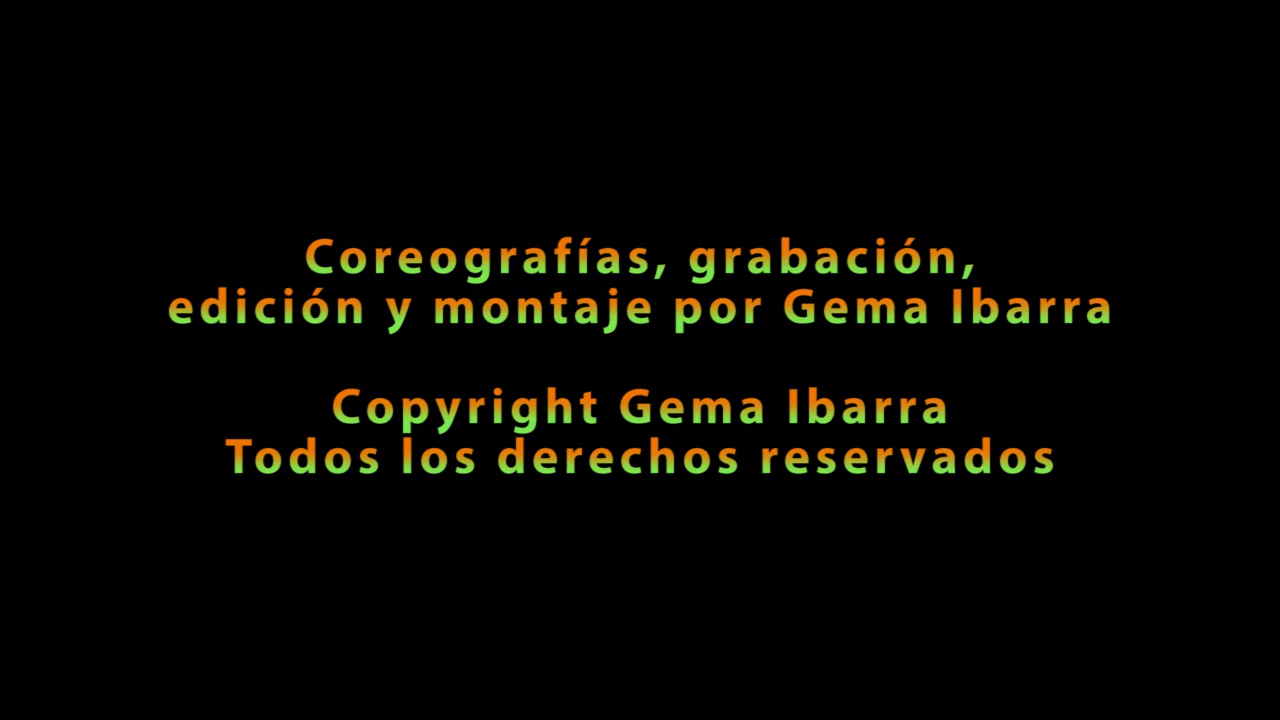 Coreografías, grabación,
edición y montaje por Gema Ibarra
Copyright Gema Ibarra
Todos los derechos reservados